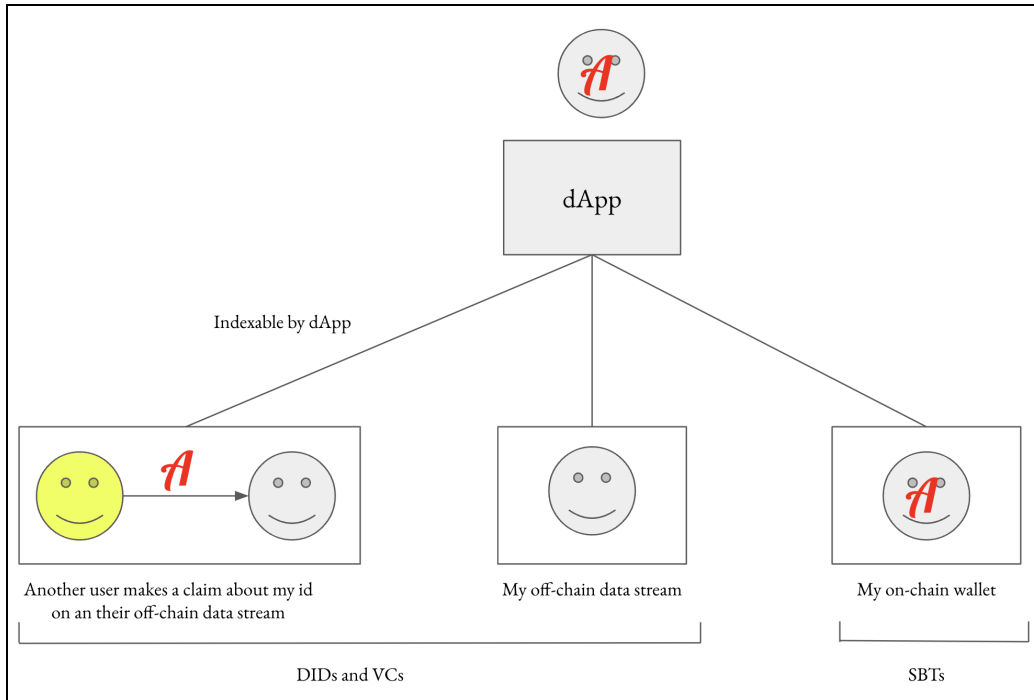 A
dApp
Indexable by dApp
A
A
Another user makes a claim about my id
on an their off-chain data stream
My off-chain data stream
My on-chain wallet
DIDs and VCs
SBTs